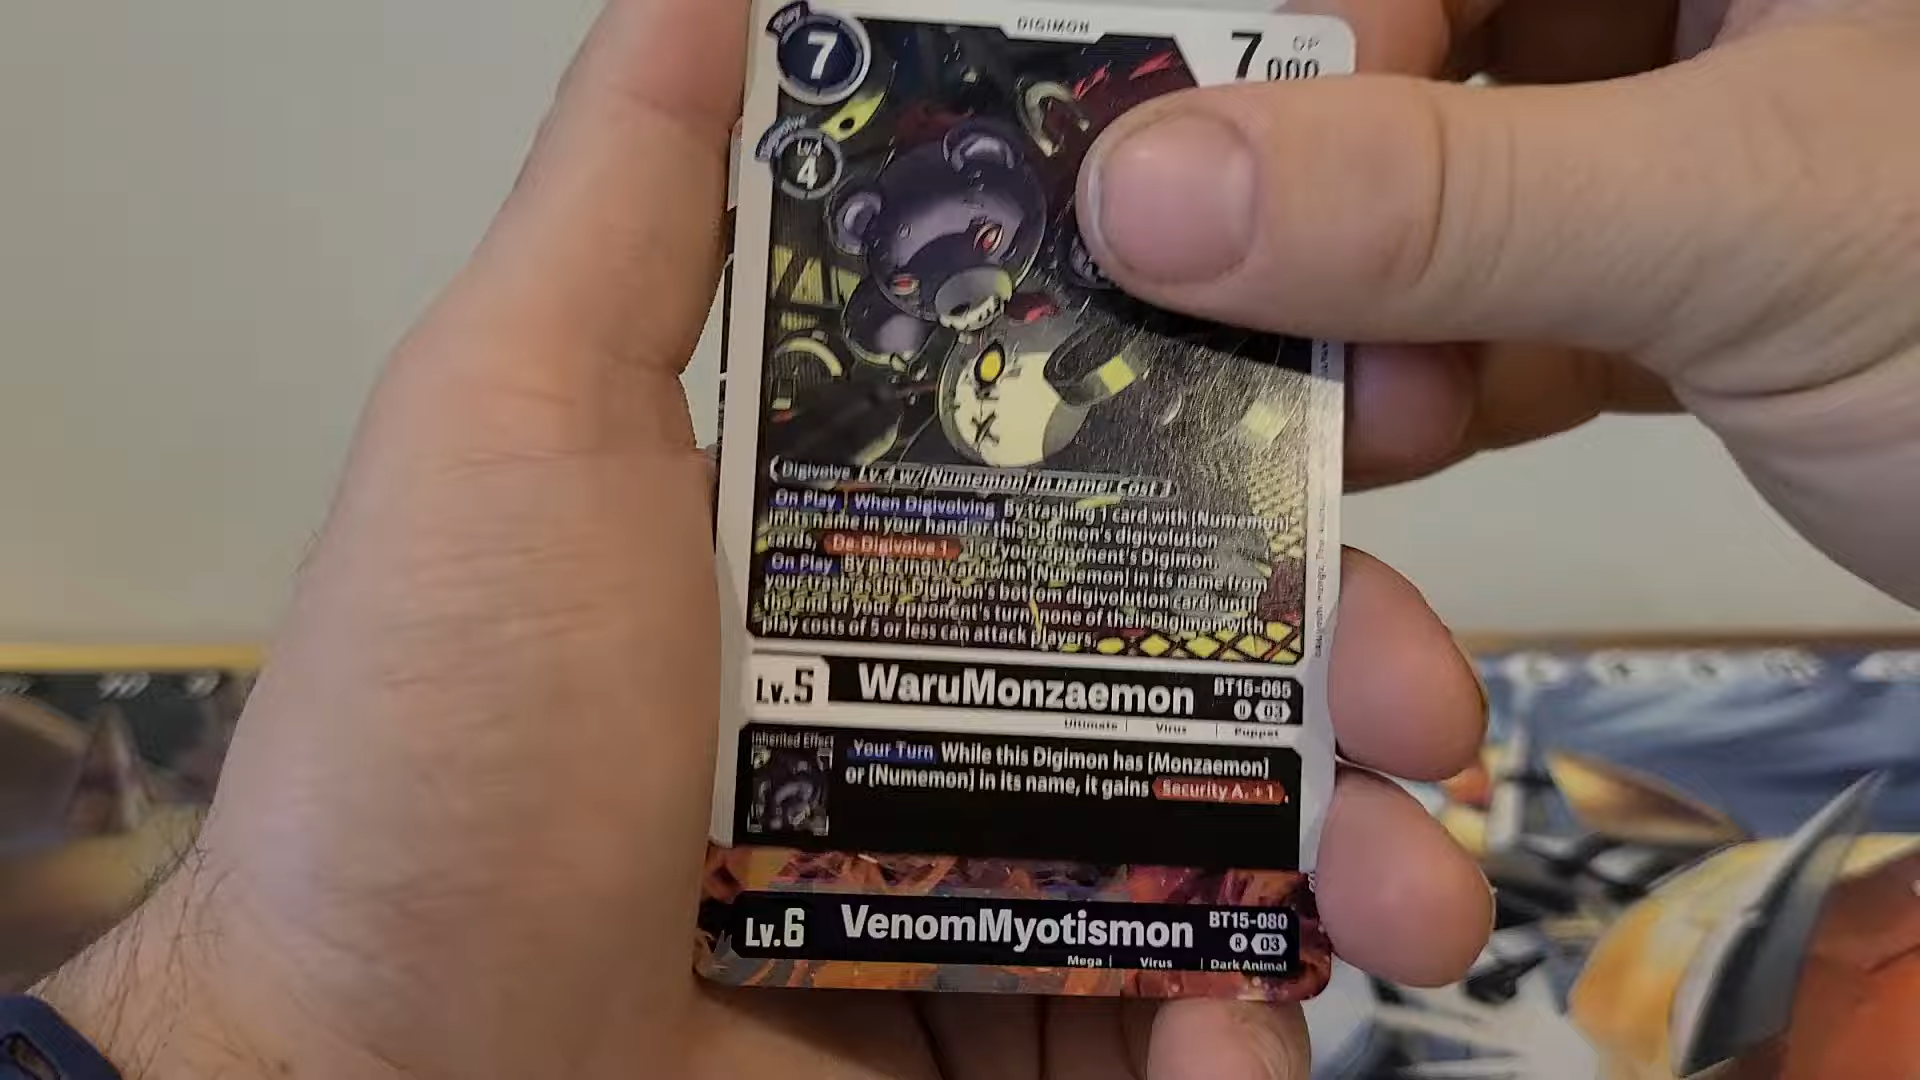 Play
7
DIGIMON
7000
DP
Lv.4
4
Digivolve Lv.4 w/[Numemon] in name: Cost 3
On Play When Digivolving By trashing 1 card with [Numemon]
in its name in your hand or this Digimon's digivolution
cards, De-Digivolve 1 1 of your opponent's Digimon.
On Play By placing 1 card with [Numemon] in its name from
your trash as this Digimon's bottom digivolution card, until
the end of your opponent's turn, none of their Digimon with
play costs of 5 or less can attack players.
Lv.5 WaruMonzaemon BT15-065
U 03
Ultimate | Virus | Puppet
Inherited Effect
Your Turn While this Digimon has [Monzaemon]
or [Numemon] in its name, it gains Security A. +1.
Lv.6 VenomMyotismon BT15-080
R 03
Mega | Virus | Dark Animal